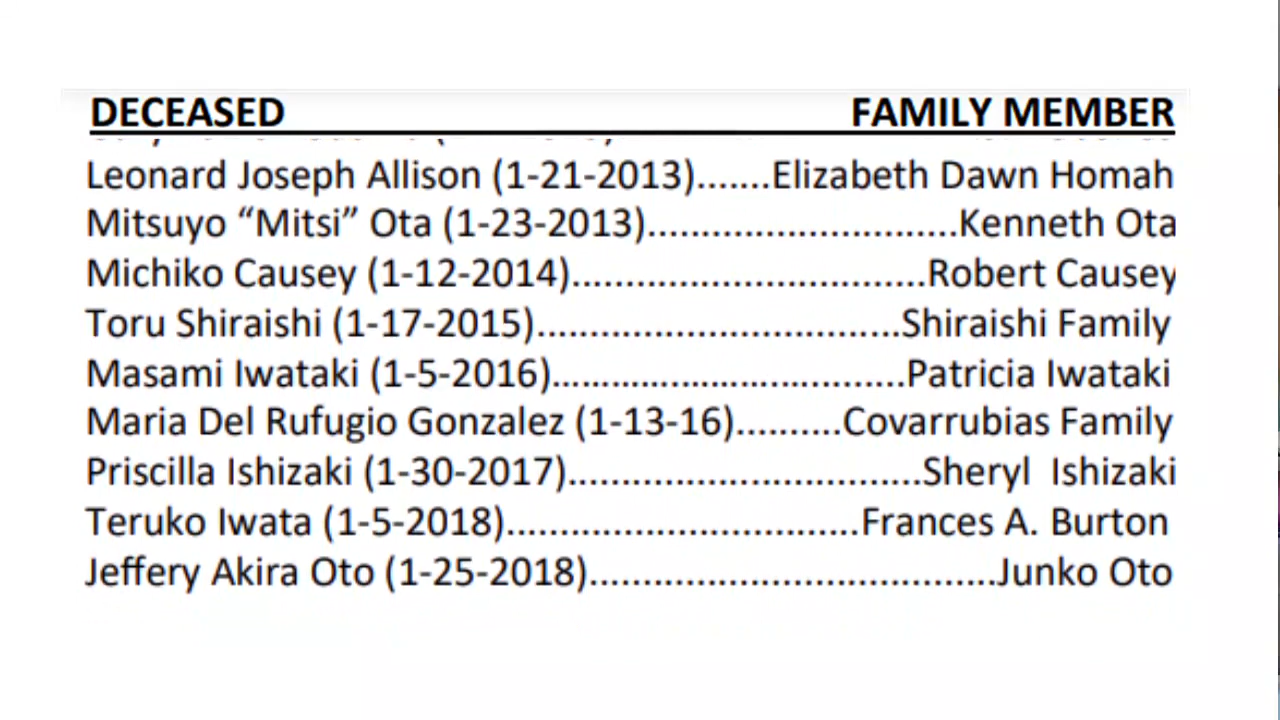 DECEASED FAMILY MEMBER
Leonard Joseph Allison (1-21-2013).......Elizabeth Dawn Homah
Mitsuyo “Mitsi” Ota (1-23-2013).............................Kenneth Ota
Michiko Causey (1-12-2014).................................Robert Causey
Toru Shiraishi (1-17-2015)..................................Shiraishi Family
Masami Iwataki (1-5-2016).................................Patricia Iwataki
Maria Del Rufugio Gonzalez (1-13-16)..........Covarrubias Family
Priscilla Ishizaki (1-30-2017).................................Sheryl  Ishizaki
Teruko Iwata (1-5-2018).................................Frances A. Burton
Jeffery Akira Oto (1-25-2018)......................................Junko Oto